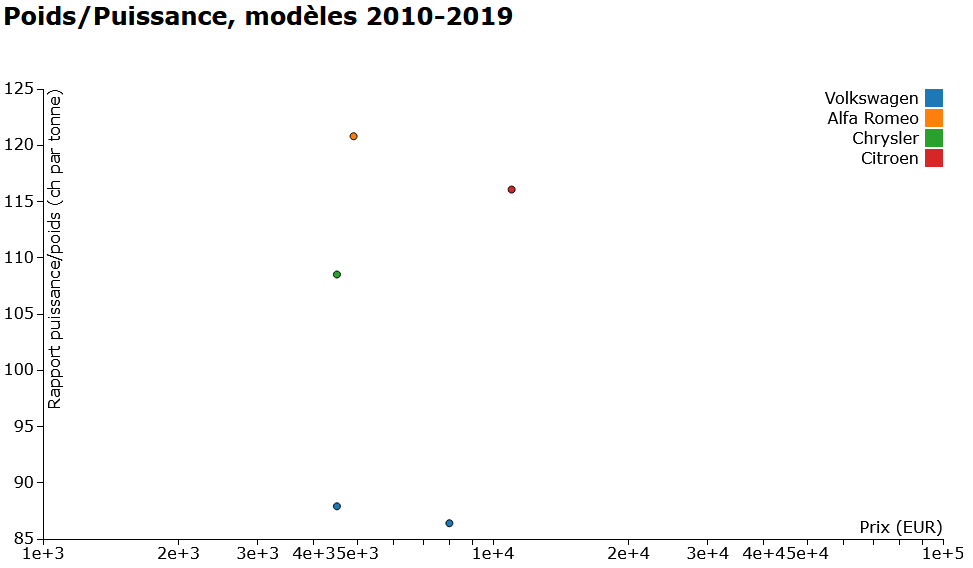 Poids/Puissance, modèles 2010-2019
Rapport puissance/poids (ch par tonne)
125
120
115
110
105
100
95
90
85
Volkswagen
Alfa Romeo
Chrysler
Citroen
Prix (EUR)
1e+3 2e+3 3e+3 4e+35e+3 1e+4 2e+4 3e+4 4e+45e+4 1e+5